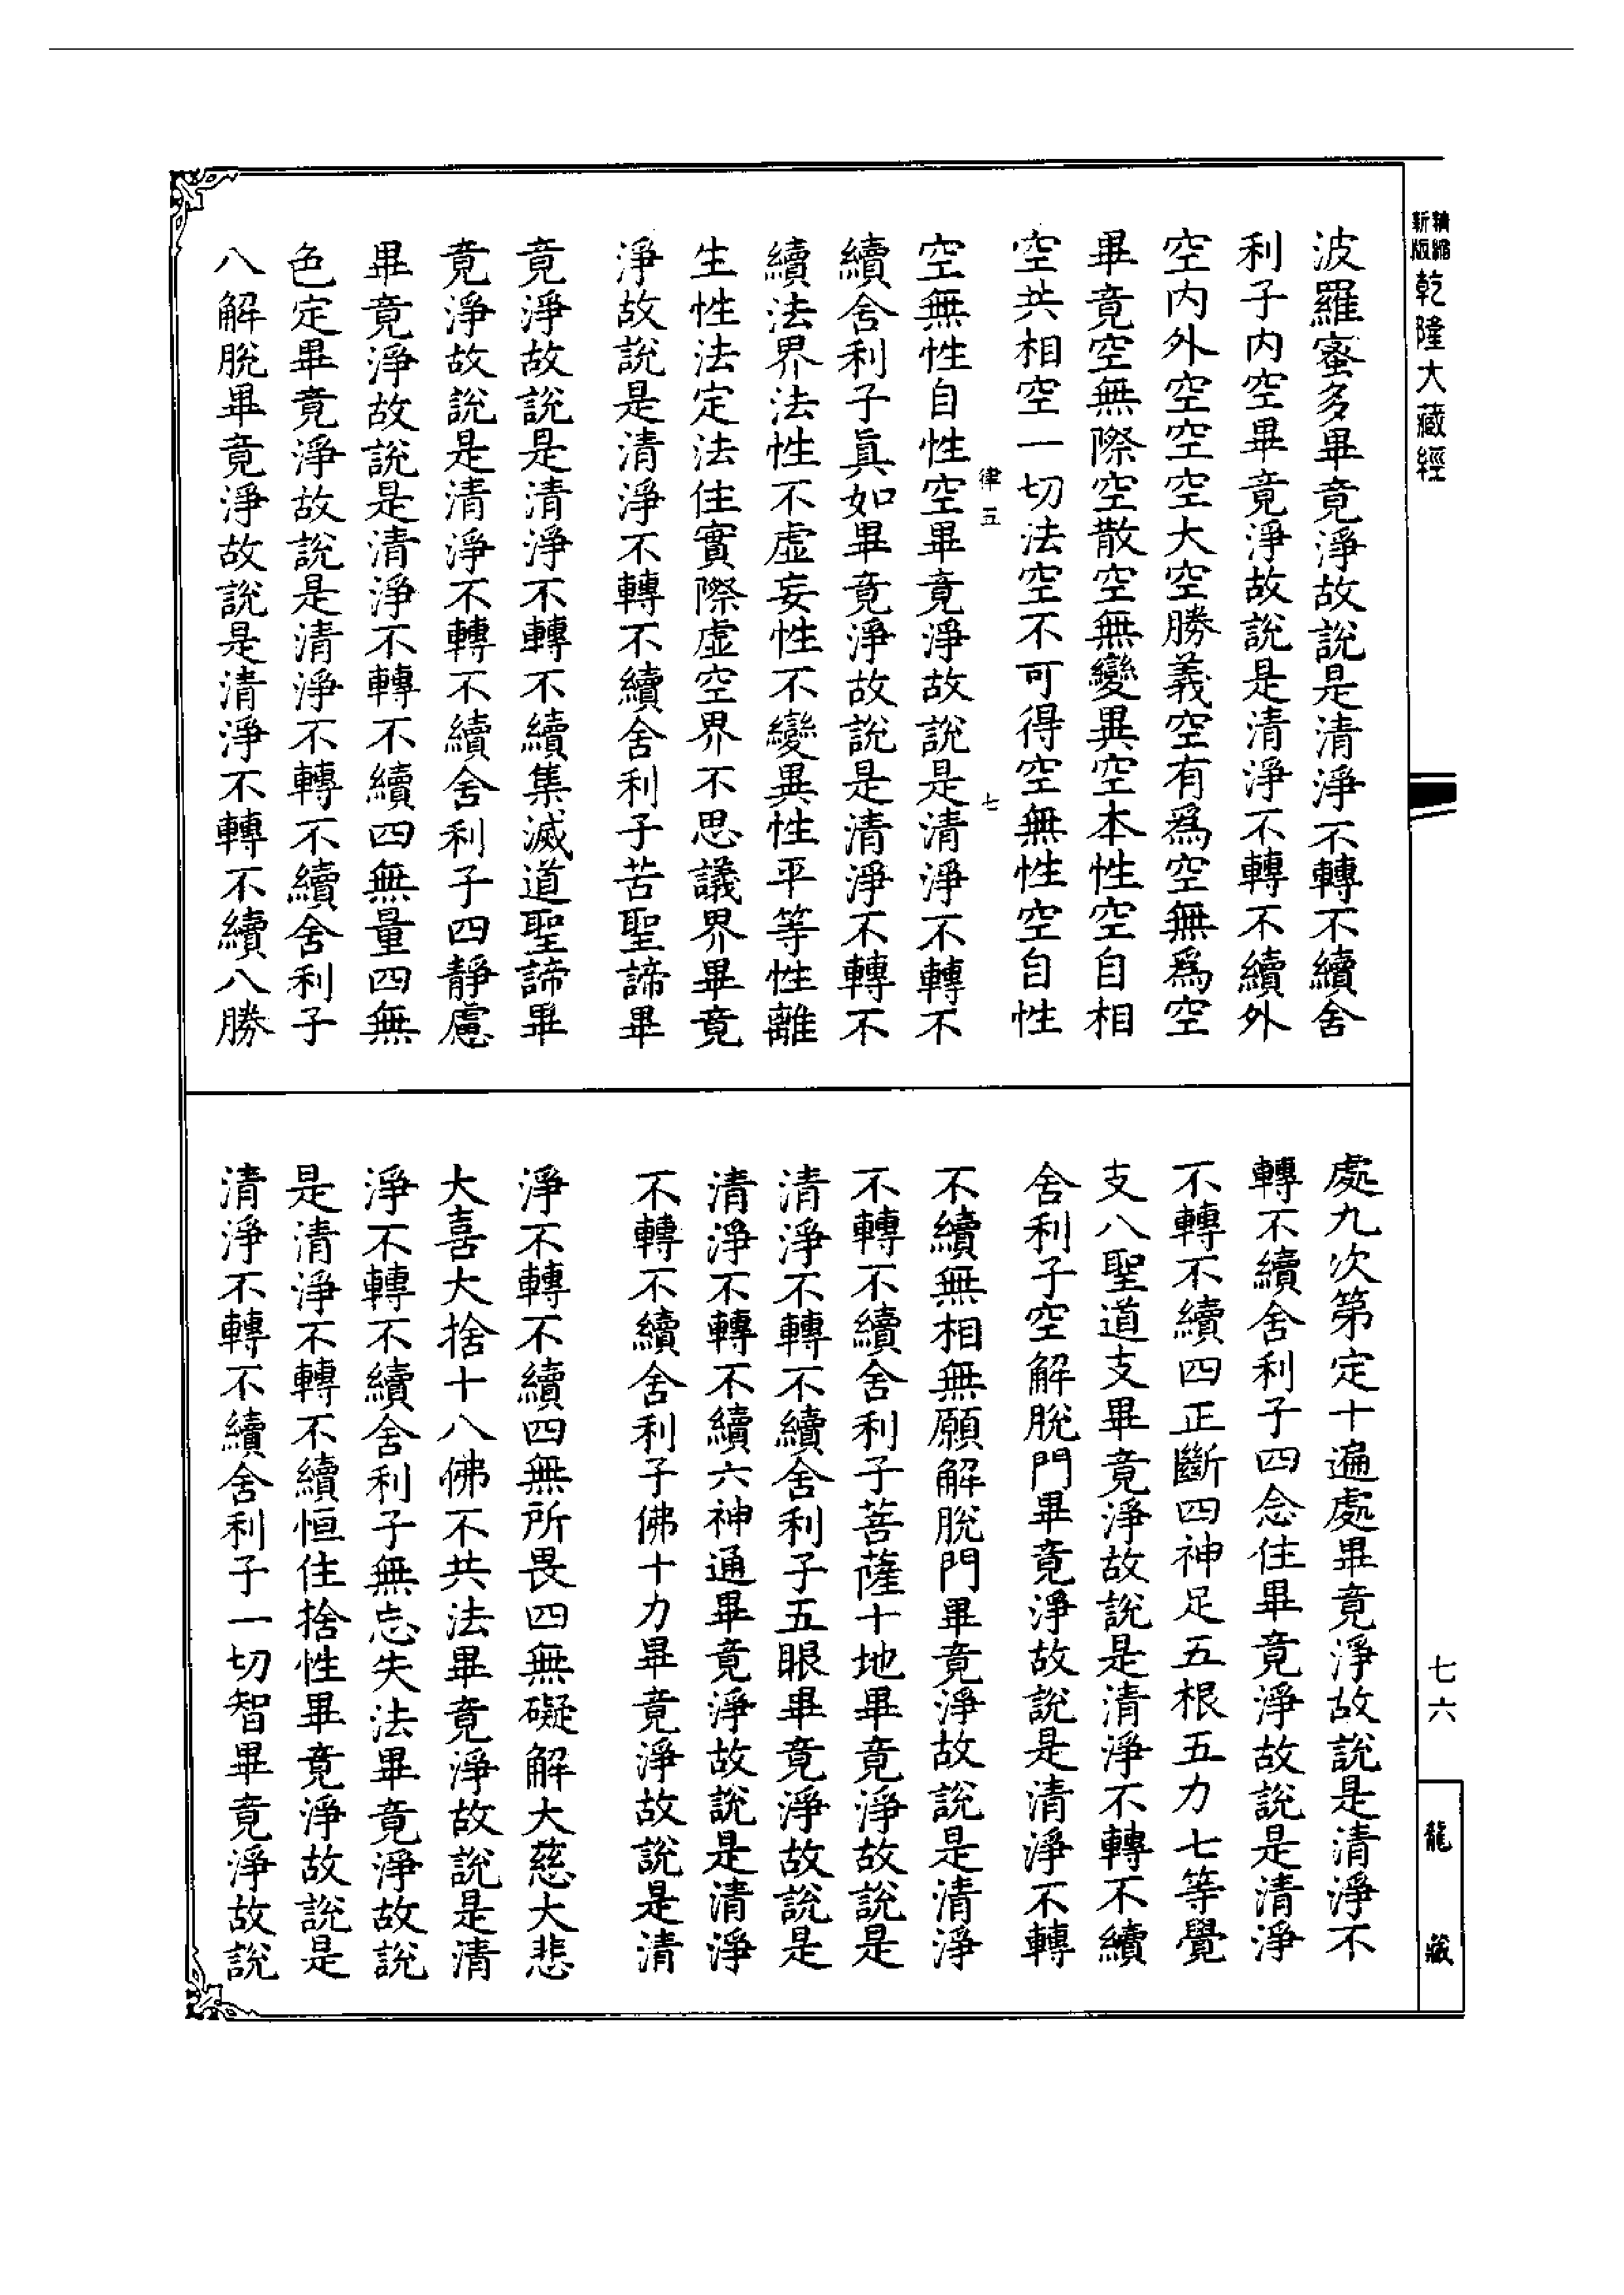 新縮版精
乾隆大藏經
波羅蜜多畢竟淨故說是清淨不轉不續舍
利子內空畢竟淨故說是清淨不轉不續外
空內外空空空大空勝義空有為空無為空
畢竟空無際空散空無變異空本性空自相
空共相空一切法空不可得空無性空自性
律五
七
空無性自性空畢竟淨故說是清淨不轉不
續舍利子真如畢竟淨故說是清淨不轉不
續法界法性不虛妄性不變異性平等性離
生性法定法住實際虛空界不思議界畢竟
淨故說是清淨不轉不續舍利子苦聖諦畢
竟淨故說是清淨不轉不續集滅道聖諦畢
竟淨故說是清淨不轉不續舍利子四靜慮
畢竟淨故說是清淨不轉不續四無量四無
色定畢竟淨故說是清淨不轉不續舍利子
八解脫畢竟淨故說是清淨不轉不續八勝
處九次第定十遍處畢竟淨故說是清淨不
轉不續舍利子四念住畢竟淨故說是清淨
不轉不續四正斷四神足五根五力七等覺
支八聖道支畢竟淨故說是清淨不轉不續
舍利子空解脫門畢竟淨故說是清淨不轉
不續無相無願解脫門畢竟淨故說是清淨
不轉不續舍利子菩薩十地畢竟淨故說是
清淨不轉不續舍利子五眼畢竟淨故說是
清淨不轉不續六神通畢竟淨故說是清淨
不轉不續舍利子佛十力畢竟淨故說是清
淨不轉不續四無所畏四無礙解大慈大悲
大喜大捨十八佛不共法畢竟淨故說是清
淨不轉不續舍利子無忘失法畢竟淨故說
是清淨不轉不續恒住捨性畢竟淨故說是
清淨不轉不續舍利子一切智畢竟淨故說
七六
龍藏